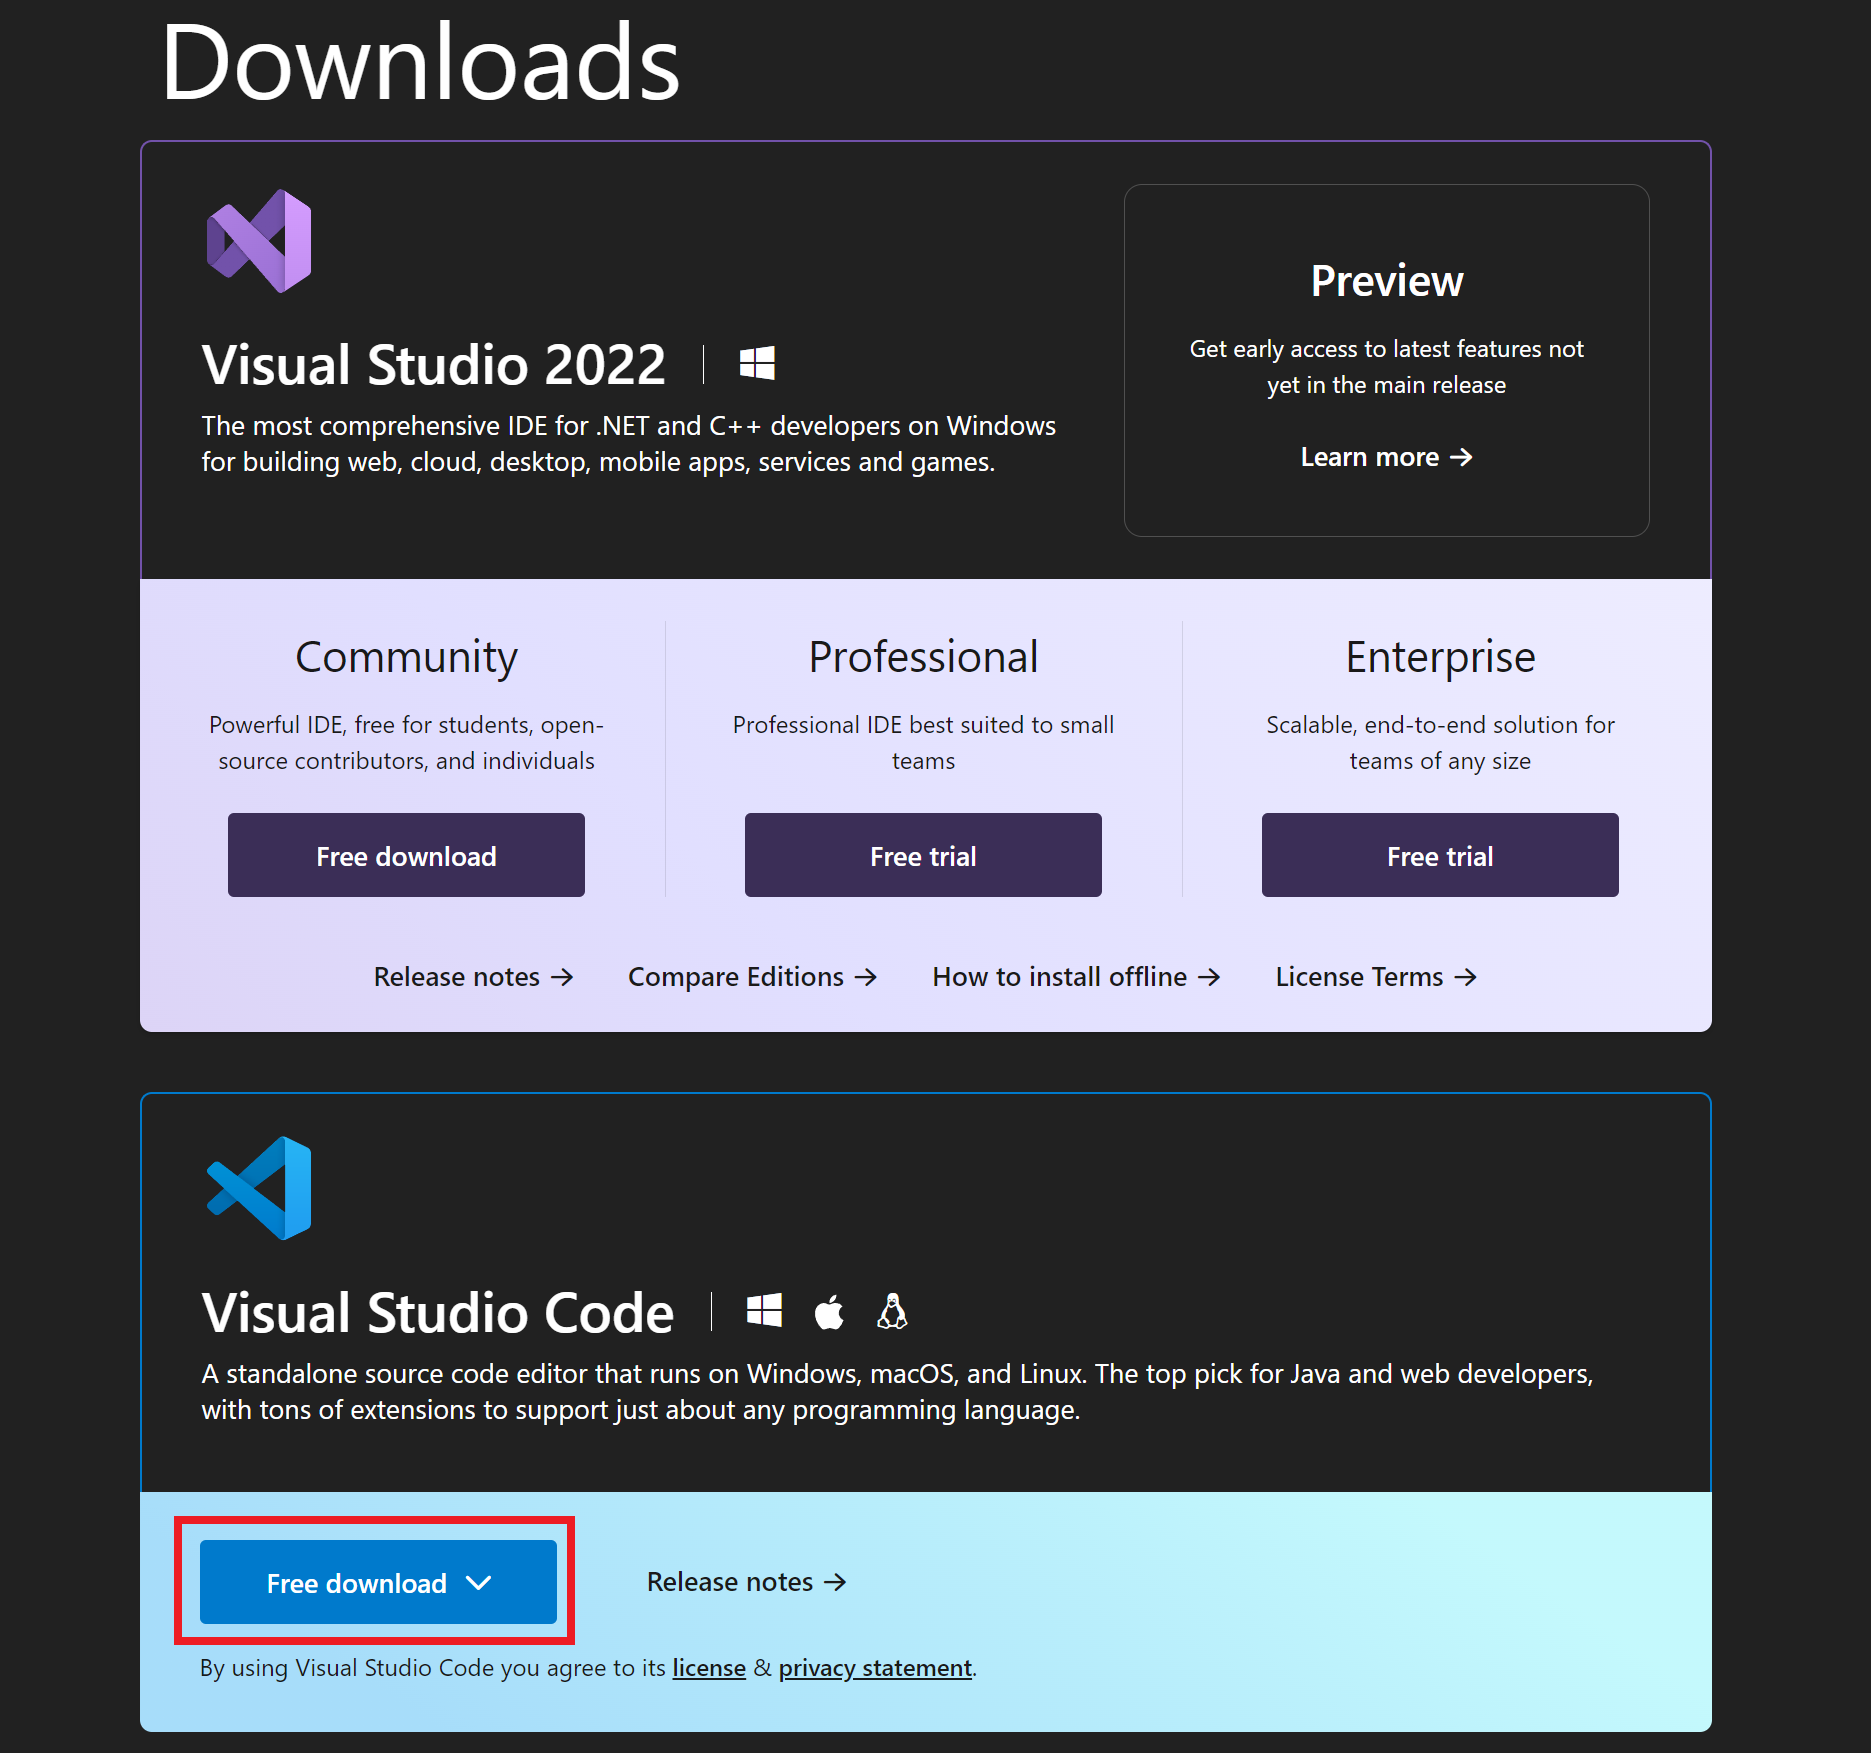 Downloads
Visual Studio 2022
The most comprehensive IDE for .NET and C++ developers on Windows
for building web, cloud, desktop, mobile apps, services and games.
Preview
Get early access to latest features not
yet in the main release
Learn more →
Community
Powerful IDE, free for students, open-
source contributors, and individuals
Free download
Professional
Professional IDE best suited to small
teams
Free trial
Enterprise
Scalable, end-to-end solution for
teams of any size
Free trial
Release notes → Compare Editions → How to install offline → License Terms →
Visual Studio Code
A standalone source code editor that runs on Windows, macOS, and Linux. The top pick for Java and web developers,
with tons of extensions to support just about any programming language.
Free download
Release notes →
By using Visual Studio Code you agree to its license & privacy statement.